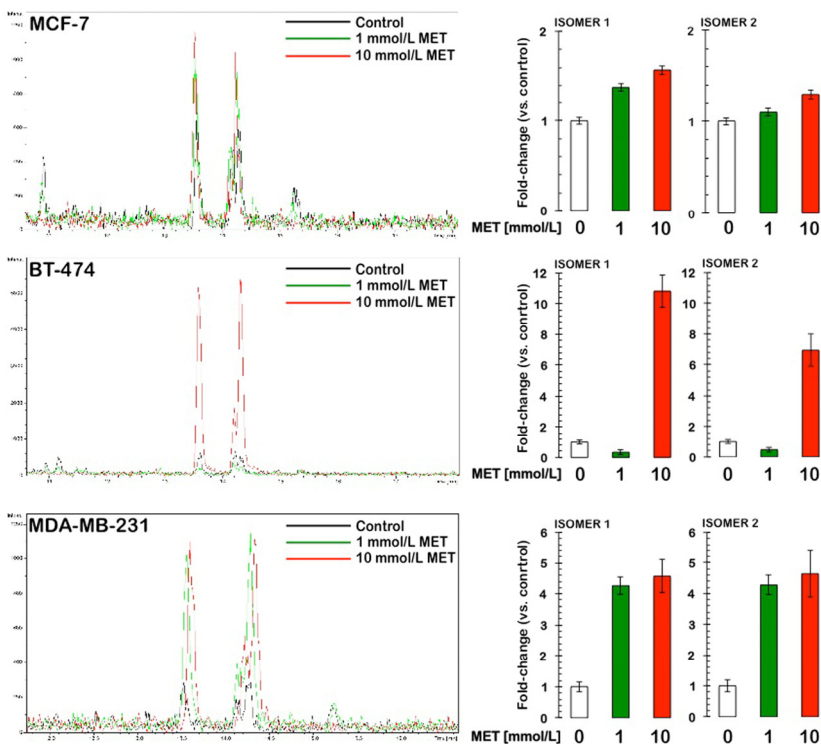 MCF-7
Control
1 mmol/L MET
10 mmol/L MET
ISOMER 1
ISOMER 2
Fold-change (vs. conrtrol)
2
1
0
2
1
0
MET [mmol/L]
0 1 10
0 1 10
BT-474
Control
1 mmol/L MET
10 mmol/L MET
ISOMER 1
ISOMER 2
Fold-change (vs. conrtrol)
12
10
8
6
4
2
0
12
10
8
6
4
2
0
MET [mmol/L]
0 1 10
0 1 10
MDA-MB-231
Control
1 mmol/L MET
10 mmol/L MET
ISOMER 1
ISOMER 2
Fold-change (vs. conrtrol)
6
5
4
3
2
1
0
6
5
4
3
2
1
0
MET [mmol/L]
0 1 10
0 1 10